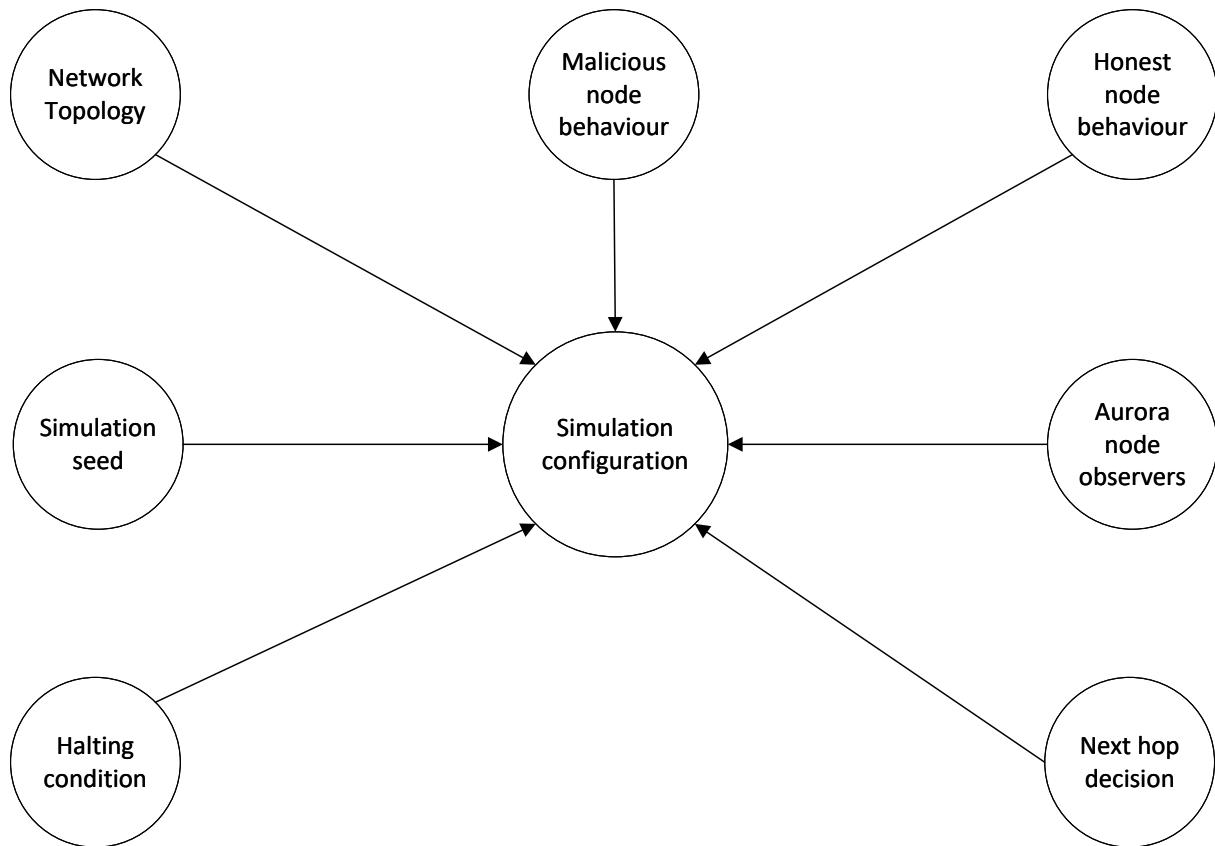 Network
Topology
Malicious
node
behaviour
Honest
node
behaviour
Simulation
seed
Simulation
configuration
Aurora
node
observers
Halting
condition
Next hop
decision